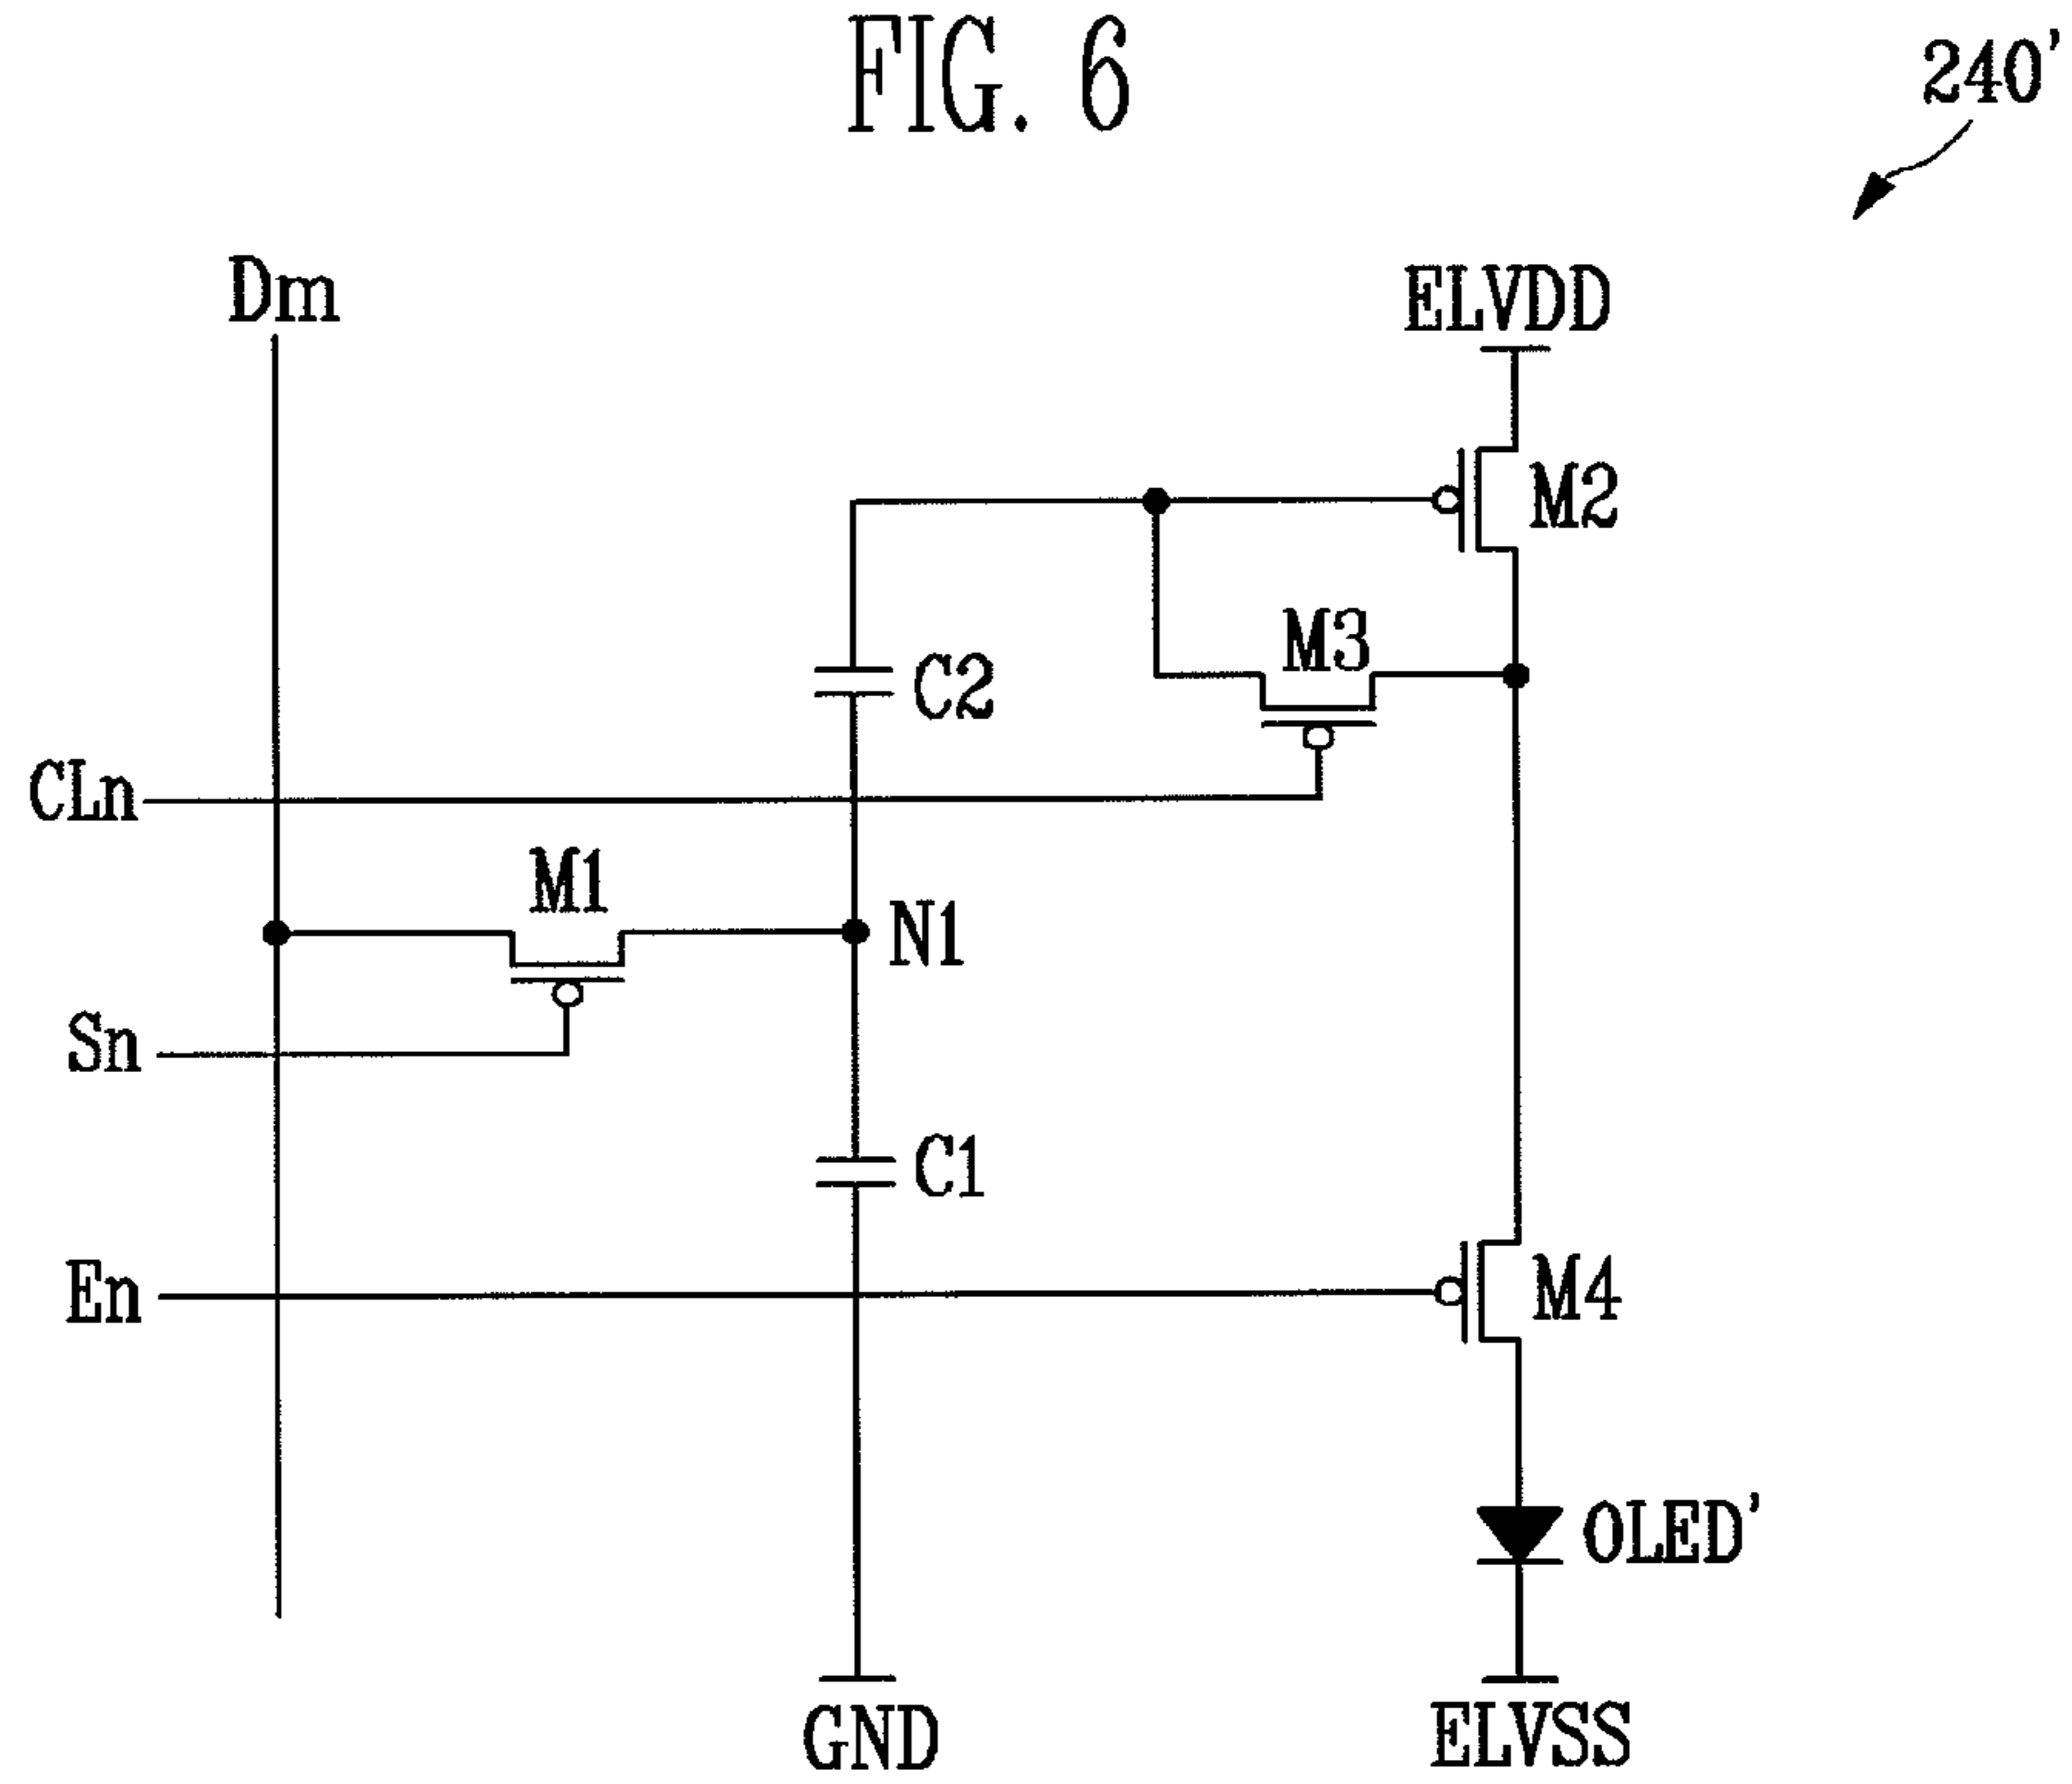 FIG. 6
240'
Dm
ELVDD
M2
M3
C2
CLn
M1
N1
Sn
C1
En
M4
OLED'
GND
ELVSS